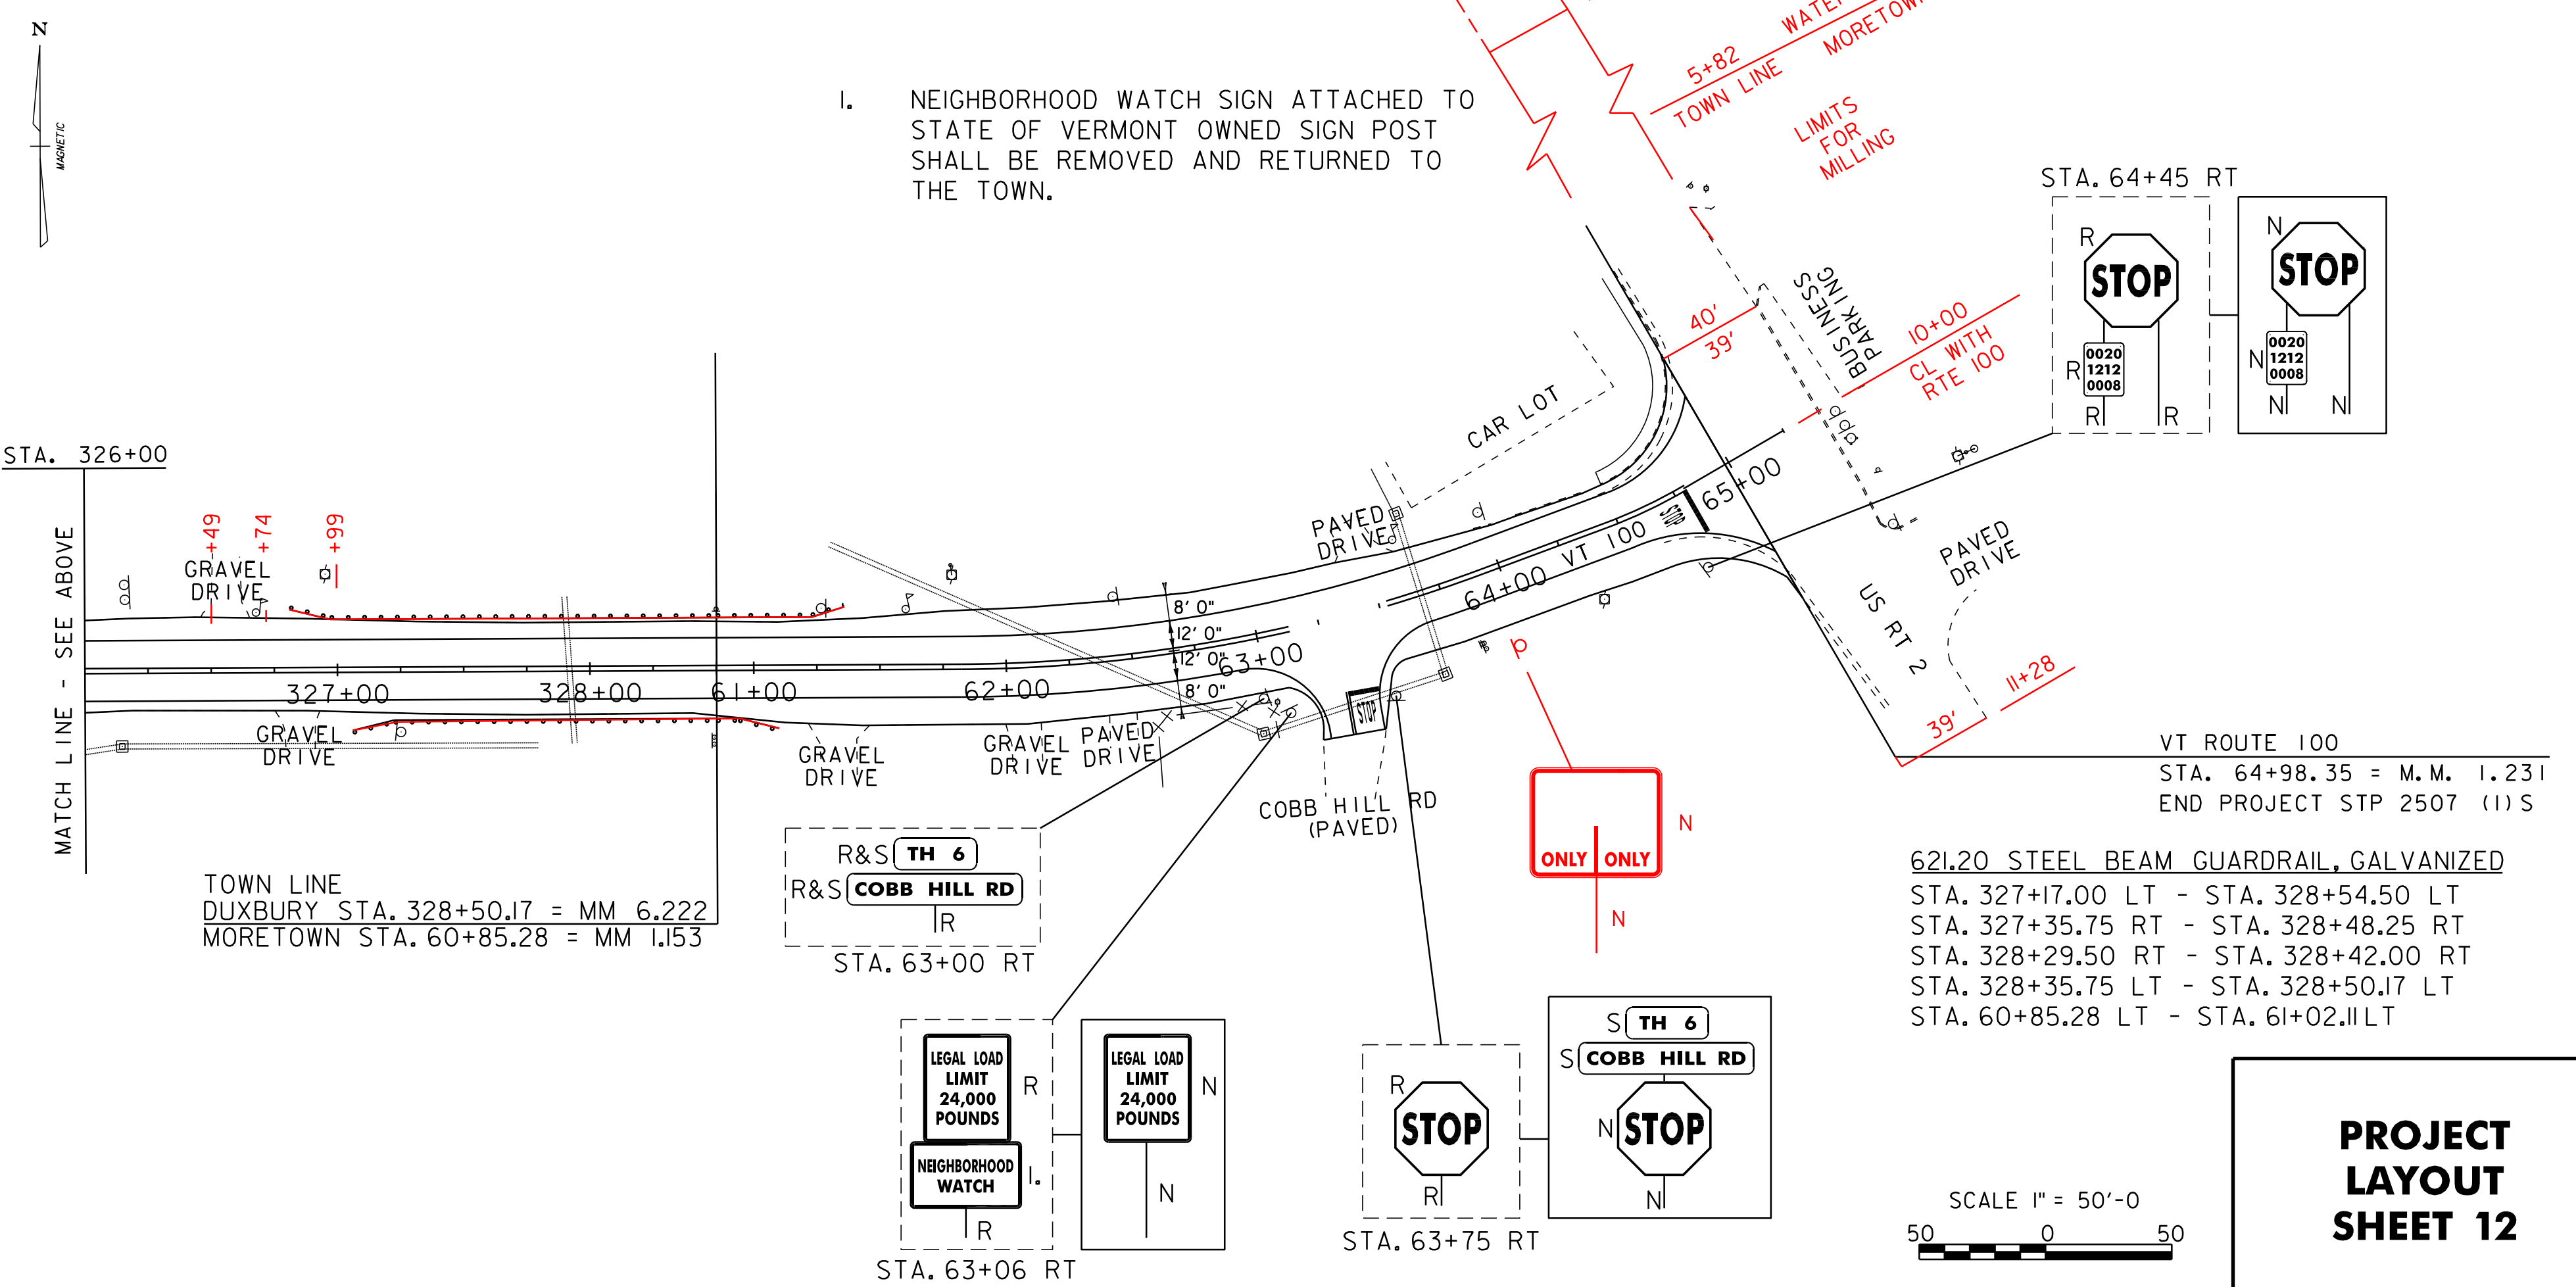 N
MAGNETIC
1. NEIGHBORHOOD WATCH SIGN ATTACHED TO
STATE OF VERMONT OWNED SIGN POST
SHALL BE REMOVED AND RETURNED TO
THE TOWN.
5+82
TOWN LINE MORETOWN
LIMITS
FOR
MILLING
STA. 64+45 RT
R
STOP
R
0020
1212
0008
R R
N
STOP
N
0020
1212
0008
N N
BUSINESS
PARKING
40'
39'
10+00
CL WITH
RTE 100
CAR LOT
STA. 326+00
MATCH LINE - SEE ABOVE
+49
+74
+99
GRAVEL
DRIVE
PAVED
DRIVE
65+00
STOP
VT 100
64+00
PAVED
DRIVE
US RT 2
11+28
39'
8' 0"
12' 0"
12' 0"
8' 0"
327+00
328+00
61+00
62+00
63+00
GRAVEL
DRIVE
GRAVEL
DRIVE
GRAVEL
DRIVE
PAVED
DRIVE
STOP
COBB HILL RD
(PAVED)
VT ROUTE 100
STA. 64+98.35 = M.M. 1.231
END PROJECT STP 2507 (1) S
ONLY ONLY
N
N
TOWN LINE
DUXBURY STA. 328+50.17 = MM 6.222
MORETOWN STA. 60+85.28 = MM 1.153
R&S TH 6
R&S COBB HILL RD
R
STA. 63+00 RT
621.20 STEEL BEAM GUARDRAIL, GALVANIZED
STA. 327+17.00 LT - STA. 328+54.50 LT
STA. 327+35.75 RT - STA. 328+48.25 RT
STA. 328+29.50 RT - STA. 328+42.00 RT
STA. 328+35.75 LT - STA. 328+50.17 LT
STA. 60+85.28 LT - STA. 61+02.11 LT
LEGAL LOAD
LIMIT
24,000
POUNDS
R
NEIGHBORHOOD
WATCH
1.
R
STA. 63+06 RT
LEGAL LOAD
LIMIT
24,000
POUNDS
N
N
R
STOP
R
STA. 63+75 RT
S TH 6
S COBB HILL RD
N STOP
N
SCALE 1" = 50'-0
50 0 50
PROJECT
LAYOUT
SHEET 12